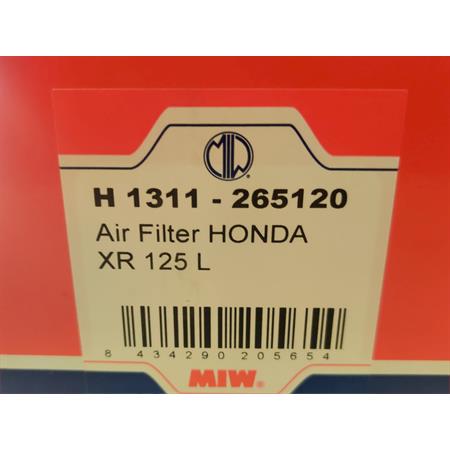 MIW
H 1311 - 265120
Air Filter HONDA
XR 125 L
8 434290 205654
MIW®